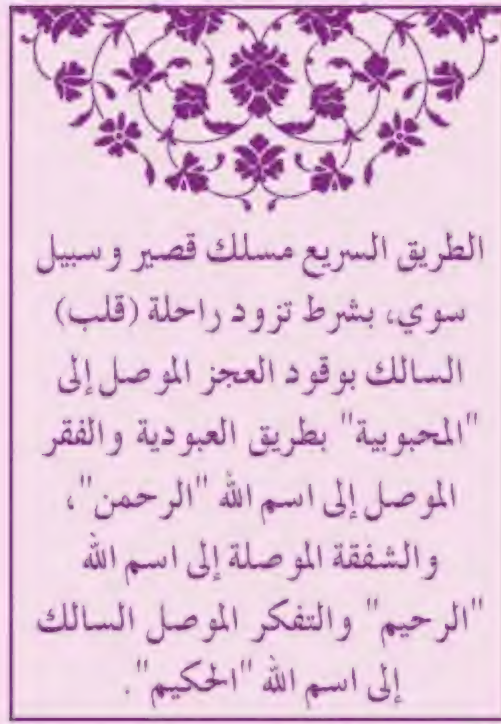 الطريق السريع مسلك قصير وسبيل
سوي، بشرط تزود راحلة (قلب)
السالك بوقود العجز الموصل إلى
"المحبوبية" بطريق العبودية والفقر
الموصل إلى اسم الله "الرحمن"،
والشفقة الموصلة إلى اسم الله
"الرحيم" والتفكر الموصل السالك
إلى اسم الله "الحكيم".